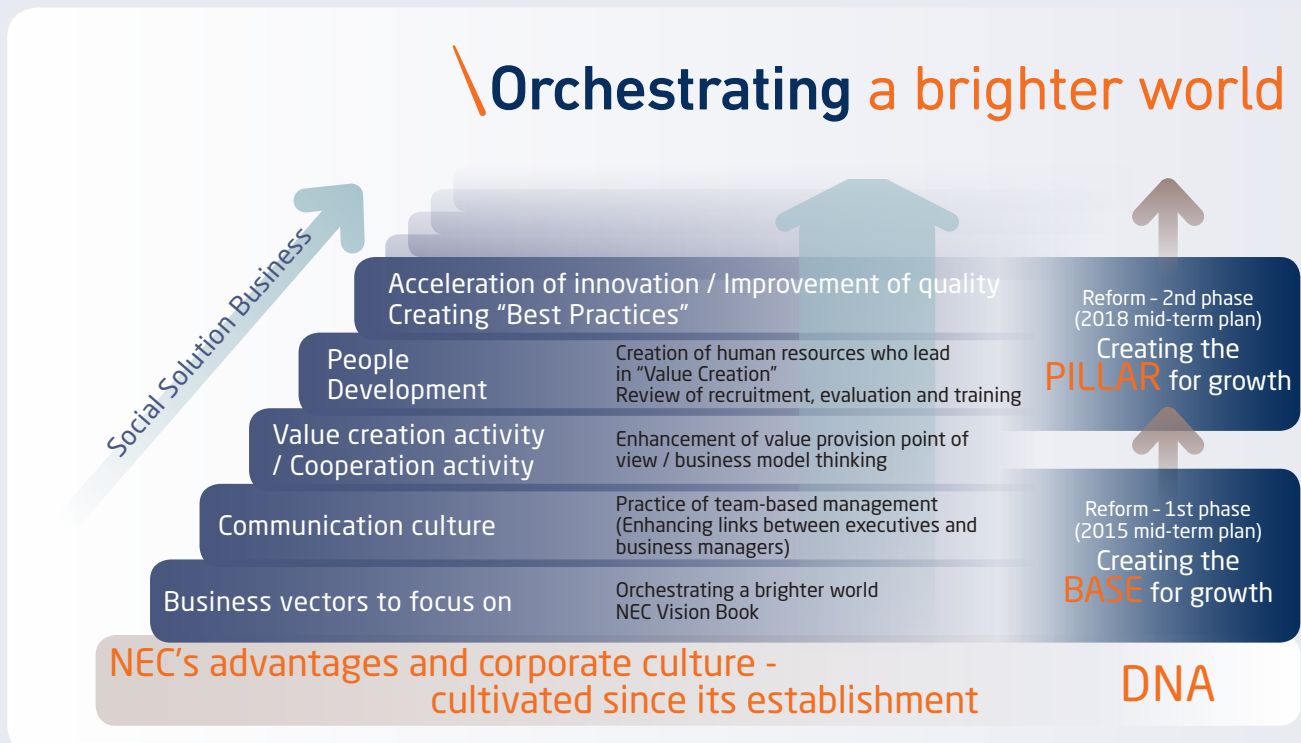 Orchestrating a brighter world
Social Solution Business
Acceleration of innovation / Improvement of quality
Creating “Best Practices”
People
Development
Creation of human resources who lead
in “Value Creation”
Review of recruitment, evaluation and training
Value creation activity
/ Cooperation activity
Enhancement of value provision point of
view / business model thinking
Communication culture
Practice of team-based management
(Enhancing links between executives and
business managers)
Business vectors to focus on
Orchestrating a brighter world
NEC Vision Book
Reform – 2nd phase
(2018 mid-term plan)
Creating the
PILLAR for growth
Reform – 1st phase
(2015 mid-term plan)
Creating the
BASE for growth
NEC’s advantages and corporate culture -
cultivated since its establishment
DNA